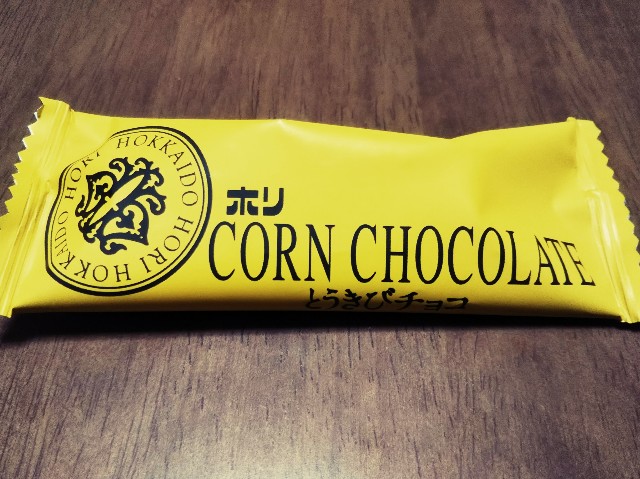 HORI HOKKAIDO HORI HOKKAIDO
ホリ
CORN CHOCOLATE
とうきびチョコ